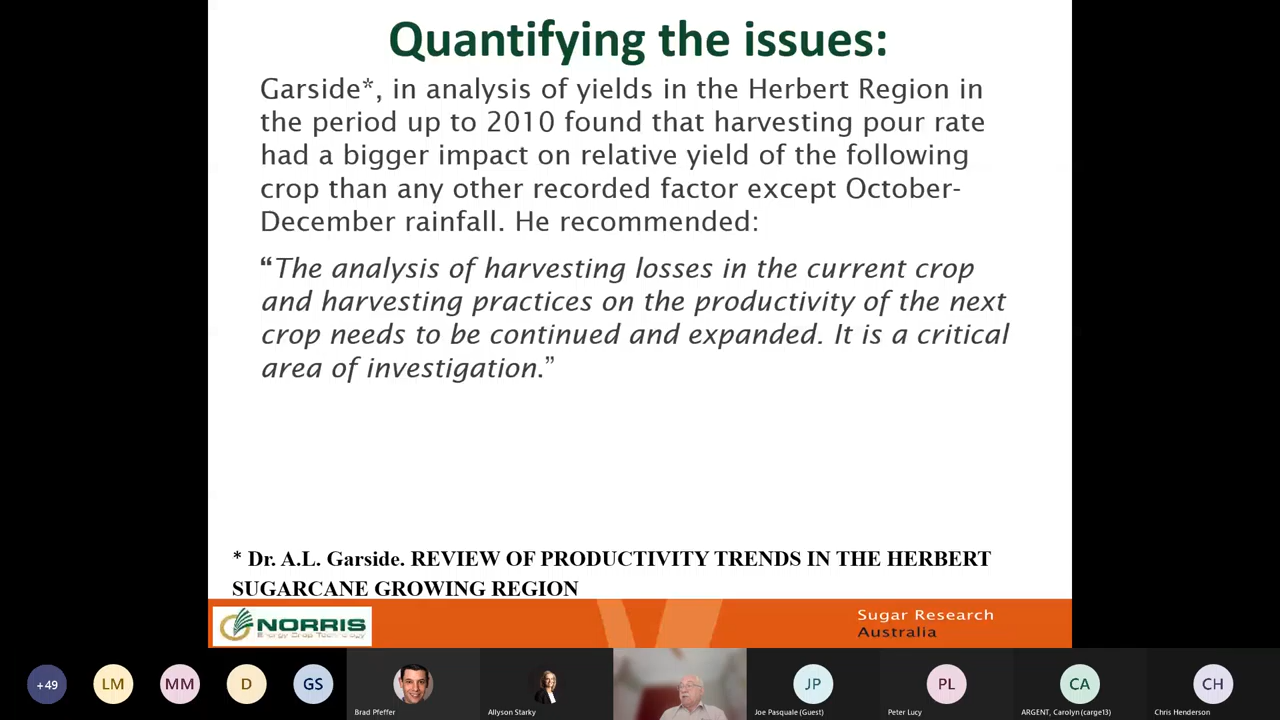 Quantifying the issues:
Garside*, in analysis of yields in the Herbert Region in
the period up to 2010 found that harvesting pour rate
had a bigger impact on relative yield of the following
crop than any other recorded factor except October-
December rainfall. He recommended:
“The analysis of harvesting losses in the current crop
and harvesting practices on the productivity of the next
crop needs to be continued and expanded. It is a critical
area of investigation.”
* Dr. A.L. Garside. REVIEW OF PRODUCTIVITY TRENDS IN THE HERBERT
SUGARCANE GROWING REGION
NORRIS
Energy Crop Technology
Sugar Research
Australia
+49
LM
MM
D
GS
Brad Pfeffer
Allyson Starky
JP
Joe Pasquale (Guest)
PL
Peter Lucy
CA
ARGENT, Carolyn (carge13)
CH
Chris Henderson